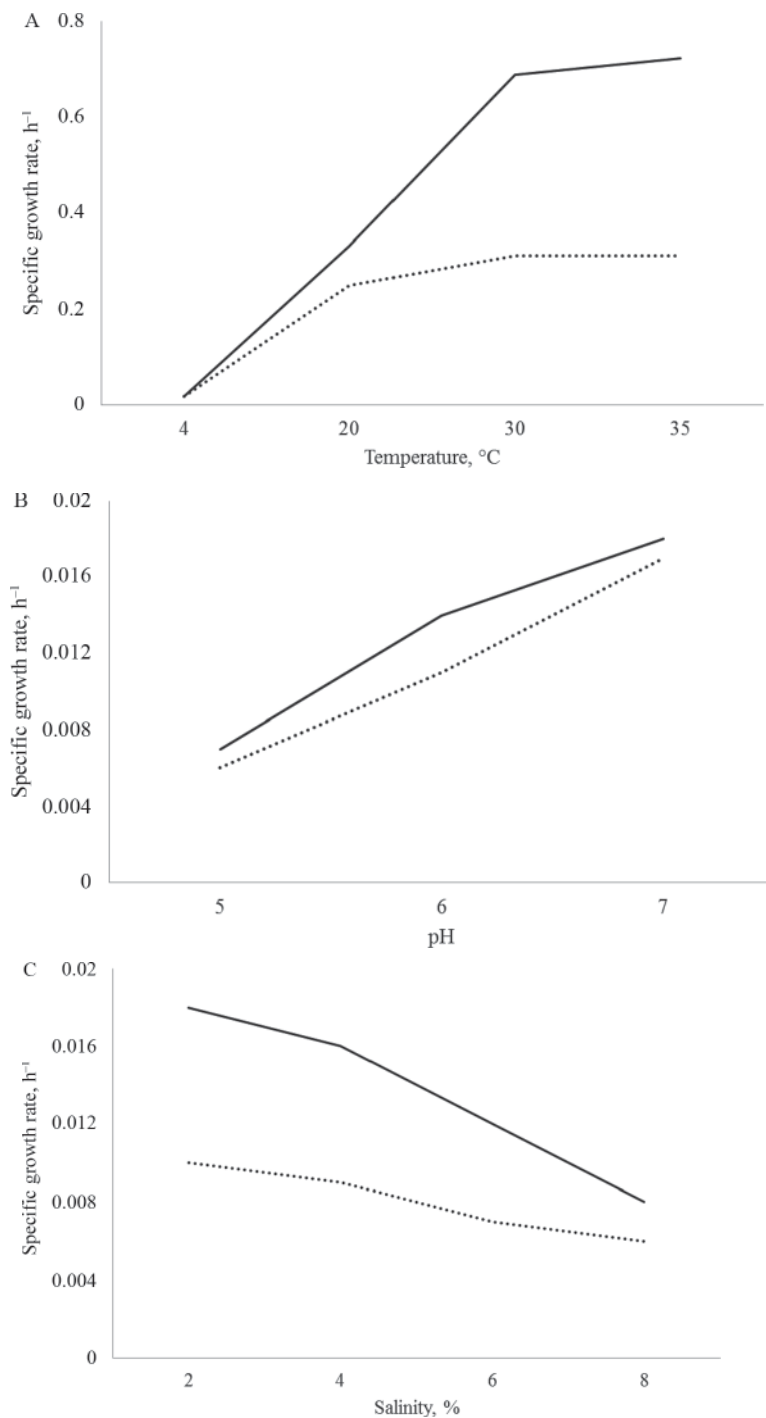 A
0.8
0.6
0.4
0.2
0
Specific growth rate, h⁻¹
4 20 30 35
Temperature, °C
B
0.02
0.016
0.012
0.008
0.004
0
Specific growth rate, h⁻¹
5 6 7
pH
C
0.02
0.016
0.012
0.008
0.004
0
Specific growth rate, h⁻¹
2 4 6 8
Salinity, %